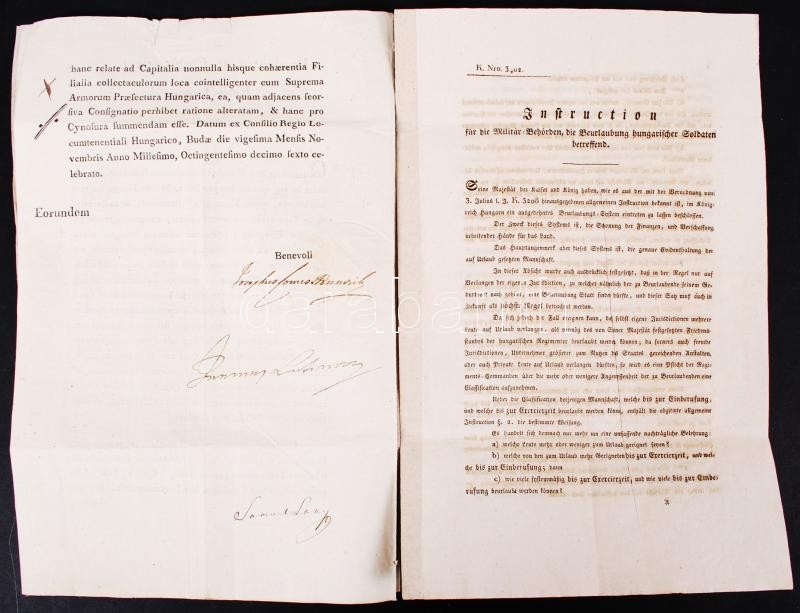 hanc relate ad Capitalia nonnulla hisque cohærentia Fi-
lialia collectaculorum loca cointelligenter cum Suprema
Armorum Præfectura Hungarica, ea, quam adjacens seor-
siva Consignatio perhibet ratione alteratam, & hanc pro
Cynosura summendam esse. Datum ex Consilio Regio Lo-
cumtenentiali Hungarico, Budæ die vigesima Mensis No-
vembris Anno Millesimo, Octingentesimo decimo sexto ce-
lebrato.
Eorundem
Benevoli
K. Nro. 3402.
Instruction
für die Militär-Behörden, die Beurlaubung hungarischer Soldaten
betreffend.
Seine Majestät der Kaiser und König haben, wie es aus der mit der Verordnung vom
3. Julius l. J. K. 3206 hinausgegebenen allgemeinen Instruction bekannt ist, im König-
reich Hungarn ein ausgedehntes Beurlaubungs-System eintreten zu lassen beschlossen.
Der Zweck dieses Systems ist, die Schonung der Finanzen, und Verschaffung
arbeitender Hände für das Land.
Das Hauptaugenmerk aber dieses Systems ist, die genaue Evidenthaltung der
auf Urlaub gesetzten Mannschaft.
In dieser Absicht wurde auch ausdrücklich festgesetzt, daß in der Regel nur auf
Verlangen der eigenen Jurisdiction, zu welcher nämlich der zu Beurlaubende seinem Ge-
burtsort nach gehört, eine Beurlaubung Statt finden dürfte, und dieser Satz muß auch in
Zukunft als höchste Regel betrachtet werden.
Da sich jedoch der Fall ereignen kann, daß selbst eigene Jurisdictionen mehrere
Leute auf Urlaub verlangen, als vermög des von Seiner Majestät festgesetzten Friedens-
standes der hungarischen Regimenter beurlaubt werden können; da ferners auch fremde
Jurisdictionen, Unternehmer grösserer zum Nutzen des Staates gereichenden Anstalten,
oder auch Private Leute auf Urlaub verlangen dürften, so wird es eine Pflicht der Regi-
ments-Commanden über die mehr oder wenigere Angesessenheit der zu Beurlaubenden eine
Classification aufzunehmen.
Ueber die Classification derjenigen Mannschaft, welche bis zur Einberufung,
und welche bis zur Exercierzeit beurlaubt werden könne, enthält die obzitirte allgemeine
Instruction §. 2. die bestimmte Weisung.
Es handelt sich demnach nur mehr um eine umfassende nachträgliche Belehrung:
a) welche Leute mehr oder weniger zum Urlaub geeignet seyen?
b) welche von den zum Urlaub mehr Geeigneten bis zur Exercierzeit, und wel-
che bis zur Einberufung; dann
c) wie viele systemmäßig bis zur Exercierzeit, und wie viele bis zur Einbe-
rufung beurlaubt werden können?